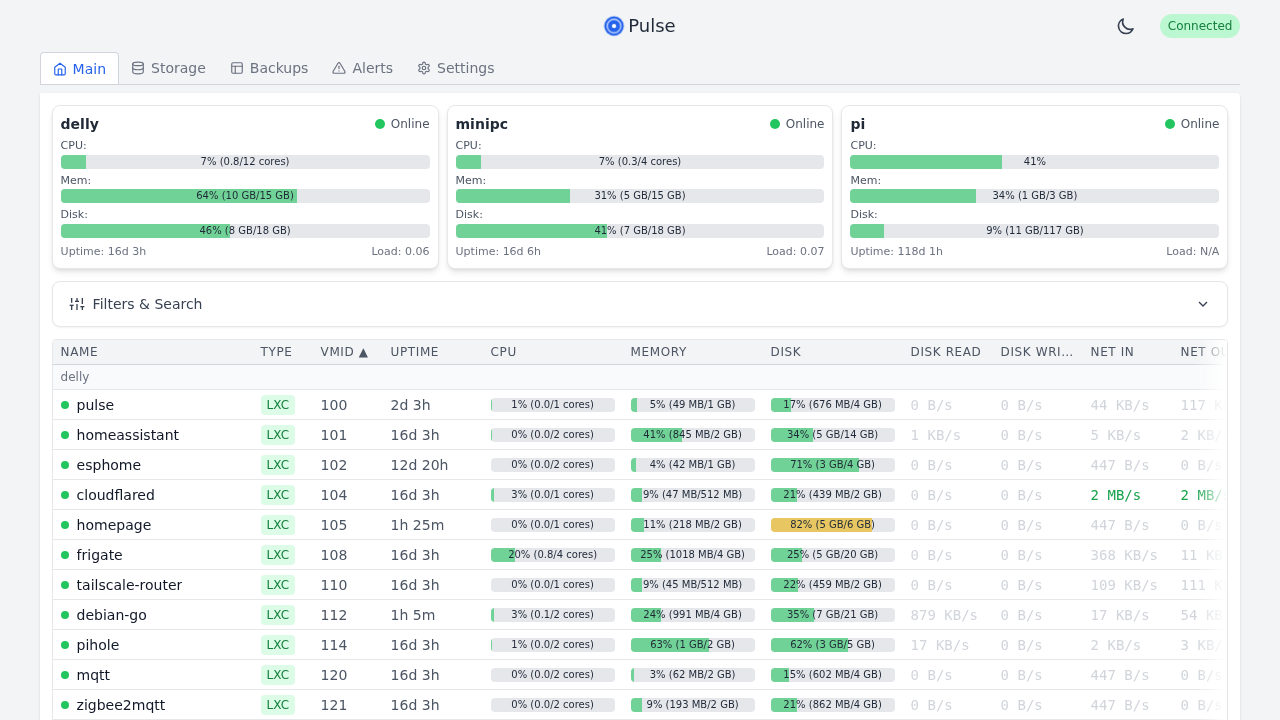 Pulse
Connected
Main Storage Backups Alerts Settings
delly Online
CPU:
7% (0.8/12 cores)
Mem:
64% (10 GB/15 GB)
Disk:
46% (8 GB/18 GB)
Uptime: 16d 3h Load: 0.06
minipc Online
CPU:
7% (0.3/4 cores)
Mem:
31% (5 GB/15 GB)
Disk:
41% (7 GB/18 GB)
Uptime: 16d 6h Load: 0.07
pi Online
CPU:
41%
Mem:
34% (1 GB/3 GB)
Disk:
9% (11 GB/117 GB)
Uptime: 118d 1h Load: N/A
Filters & Search
NAME TYPE VMID ▲ UPTIME CPU MEMORY DISK DISK READ DISK WRI... NET IN NET
delly
pulse LXC 100 2d 3h 1% (0.0/1 cores) 5% (49 MB/1 GB) 17% (676 MB/4 GB) 0 B/s 0 B/s 44 KB/s 117
homeassistant LXC 101 16d 3h 0% (0.0/2 cores) 41% (845 MB/2 GB) 34% (5 GB/14 GB) 1 KB/s 0 B/s 5 KB/s 2 KB/
esphome LXC 102 12d 20h 0% (0.0/2 cores) 4% (42 MB/1 GB) 71% (3 GB/4 GB) 0 B/s 0 B/s 447 B/s 0 B/
cloudflared LXC 104 16d 3h 3% (0.0/1 cores) 9% (47 MB/512 MB) 21% (439 MB/2 GB) 0 B/s 0 B/s 2 MB/s 2 MB/
homepage LXC 105 1h 25m 0% (0.0/1 cores) 11% (218 MB/2 GB) 82% (5 GB/6 GB) 0 B/s 0 B/s 447 B/s 0 B/
frigate LXC 108 16d 3h 20% (0.8/4 cores) 25% (1018 MB/4 GB) 25% (5 GB/20 GB) 0 B/s 0 B/s 368 KB/s 11 K
tailscale-router LXC 110 16d 3h 0% (0.0/1 cores) 9% (45 MB/512 MB) 22% (459 MB/2 GB) 0 B/s 0 B/s 109 KB/s 111
debian-go LXC 112 1h 5m 3% (0.1/2 cores) 24% (991 MB/4 GB) 35% (7 GB/21 GB) 879 KB/s 0 B/s 17 KB/s 54 K
pihole LXC 114 16d 3h 1% (0.0/2 cores) 63% (1 GB/2 GB) 62% (3 GB/5 GB) 17 KB/s 0 B/s 2 KB/s 3 KB/
mqtt LXC 120 16d 3h 0% (0.0/2 cores) 3% (62 MB/2 GB) 15% (602 MB/4 GB) 0 B/s 0 B/s 447 B/s 0 B/
zigbee2mqtt LXC 121 16d 3h 0% (0.0/2 cores) 9% (193 MB/2 GB) 21% (862 MB/4 GB) 0 B/s 0 B/s 447 B/s 0 B/